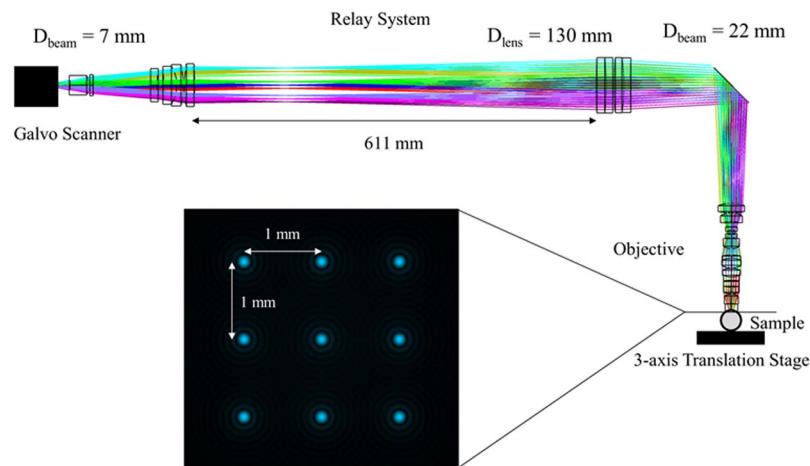 Relay System
D_beam = 7 mm
D_lens = 130 mm
D_beam = 22 mm
Galvo Scanner
611 mm
1 mm
1 mm
Objective
Sample
3-axis Translation Stage